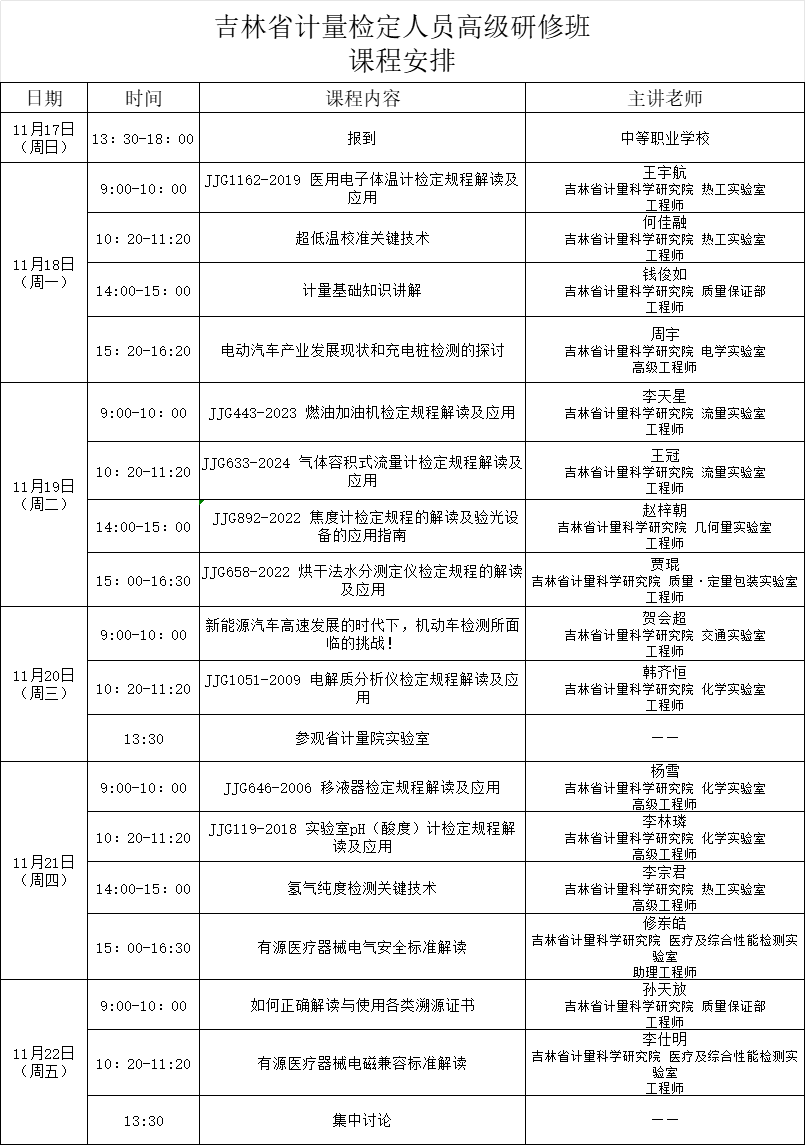 吉林省计量检定人员高级研修班
课程安排
日期 时间 课程内容 主讲老师
11月17日
（周日）
13：30-18：00
报到
中等职业学校
11月18日
（周一）
9:00-10：00
JJG1162-2019 医用电子体温计检定规程解读及
应用
王宇航
吉林省计量科学研究院 热工实验室
工程师
10：20-11:20
超低温校准关键技术
何佳融
吉林省计量科学研究院 热工实验室
工程师
14:00-15：00
计量基础知识讲解
钱俊如
吉林省计量科学研究院 质量保证部
工程师
15：20-16:20
电动汽车产业发展现状和充电桩检测的探讨
周宇
吉林省计量科学研究院 电学实验室
高级工程师
11月19日
（周二）
9:00-10：00
JJG443-2023 燃油加油机检定规程解读及应用
李天星
吉林省计量科学研究院 流量实验室
工程师
10：20-11:20
JJG633-2024 气体容积式流量计检定规程解读及
应用
王冠
吉林省计量科学研究院 流量实验室
工程师
14:00-15：00
JJG892-2022 焦度计检定规程的解读及验光设
备的应用指南
赵梓朝
吉林省计量科学研究院 几何量实验室
工程师
15：00-16:30
JJG658-2022 烘干法水分测定仪检定规程的解读
及应用
贾琨
吉林省计量科学研究院 质量·定量包装实验室
工程师
11月20日
（周三）
9:00-10：00
新能源汽车高速发展的时代下，机动车检测所面
临的挑战！
贺会超
吉林省计量科学研究院 交通实验室
工程师
10：20-11:20
JJG1051-2009 电解质分析仪检定规程解读及应
用
韩齐恒
吉林省计量科学研究院 化学实验室
工程师
13:30
参观省计量院实验室
——
11月21日
（周四）
9:00-10：00
JJG646-2006 移液器检定规程解读及应用
杨雪
吉林省计量科学研究院 化学实验室
高级工程师
10：20-11:20
JJG119-2018 实验室pH（酸度）计检定规程解
读及应用
李林璘
吉林省计量科学研究院 化学实验室
高级工程师
14:00-15：00
氢气纯度检测关键技术
李宗君
吉林省计量科学研究院 热工实验室
高级工程师
15：00-16:30
有源医疗器械电气安全标准解读
修岽皓
吉林省计量科学研究院 医疗及综合性能检测实
验室
助理工程师
11月22日
（周五）
9:00-10：00
如何正确解读与使用各类溯源证书
孙天放
吉林省计量科学研究院 质量保证部
工程师
10：20-11:20
有源医疗器械电磁兼容标准解读
李仕明
吉林省计量科学研究院 医疗及综合性能检测实
验室
工程师
13:30
集中讨论
——